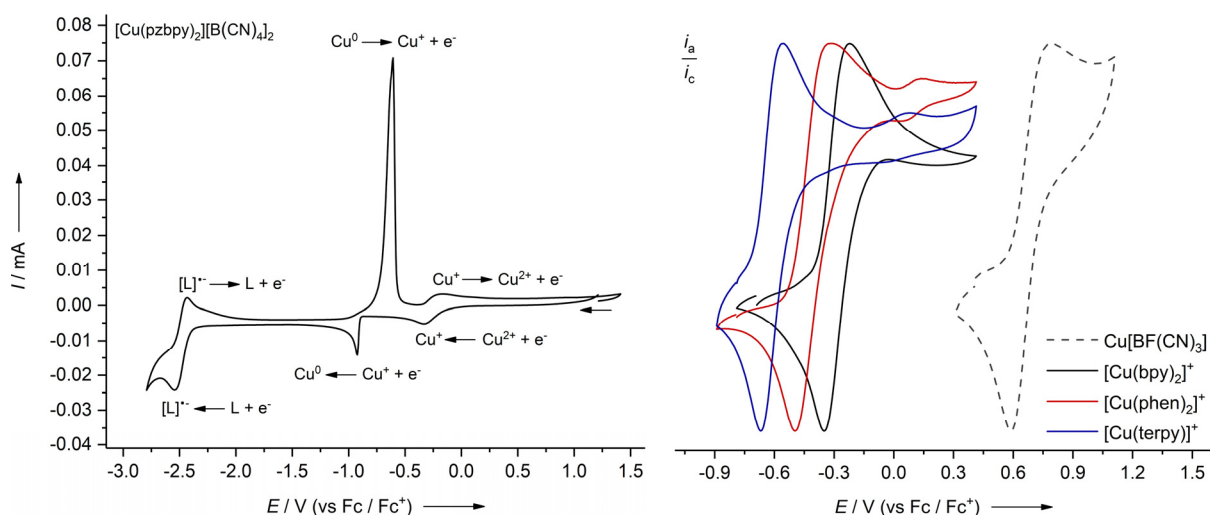 [Cu(pzbpy)₂][B(CN)₄]₂
Cu⁰ ⟶ Cu⁺ + e⁻
[L]•⁻ ⟶ L + e⁻
Cu⁺ ⟶ Cu²⁺ + e⁻
Cu⁺ ⟵ Cu²⁺ + e⁻
Cu⁰ ⟵ Cu⁺ + e⁻
[L]•⁻ ⟵ L + e⁻
I / mA ⟶
0.08
0.07
0.06
0.05
0.04
0.03
0.02
0.01
0.00
-0.01
-0.02
-0.03
-0.04
-3.0 -2.5 -2.0 -1.5 -1.0 -0.5 0.0 0.5 1.0 1.5
E / V (vs Fc / Fc⁺) ⟶
iₐ
i꜀
Cu[BF(CN)₃]
[Cu(bpy)₂]⁺
[Cu(phen)₂]⁺
[Cu(terpy)]⁺
-0.9 -0.6 -0.3 0.0 0.3 0.6 0.9 1.2 1.5
E / V (vs Fc / Fc⁺) ⟶